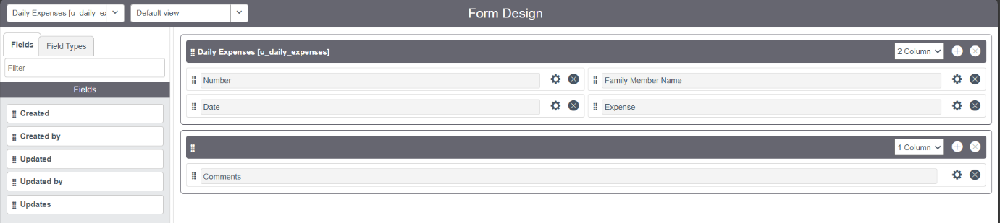 Daily Expenses [u_daily_ex
Default view
Form Design
Fields
Field Types
Filter
Fields
Created
Created by
Updated
Updated by
Updates
Daily Expenses [u_daily_expenses]
2 Column
Number
Family Member Name
Date
Expense
1 Column
Comments